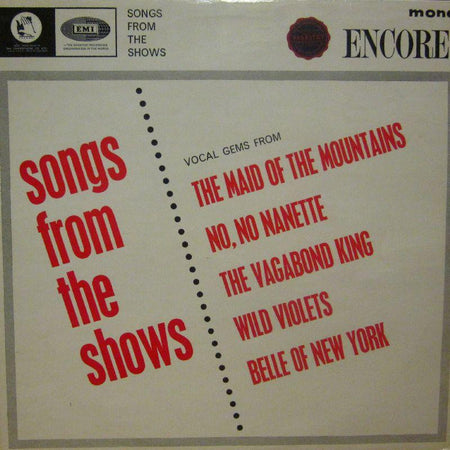 SONGS
FROM
THE
SHOWS
EMI
mono
ENCORE
songs
from
the
shows
VOCAL GEMS FROM
THE MAID OF THE MOUNTAINS
NO, NO NANETTE
THE VAGABOND KING
WILD VIOLETS
BELLE OF NEW YORK